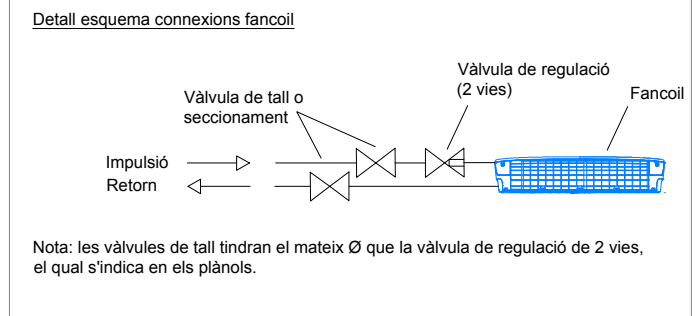 Detall esquema connexions fancoil
Vàlvula de regulació
(2 vies)
Fancoil
Vàlvula de tall o
seccionament
Impulsió
Retorn
Nota: les vàlvules de tall tindran el mateix Ø que la vàlvula de regulació de 2 vies,
el qual s'indica en els plànols.